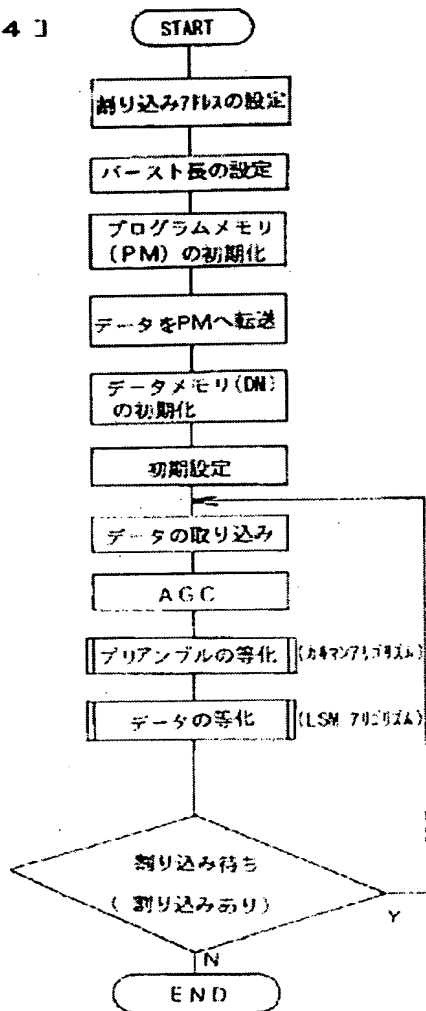 4 ]
START
割り込みアドレスの設定
バースト長の設定
プログラムメモリ
(PM) の初期化
データをPMへ転送
データメモリ(DM)
の初期化
初期設定
データの取り込み
AGC
プリアンブルの等化 (カルマンアルゴリズム)
データの等化 (LSM アルゴリズム)
割り込み待ち
( 割り込みあり)
Y
N
END